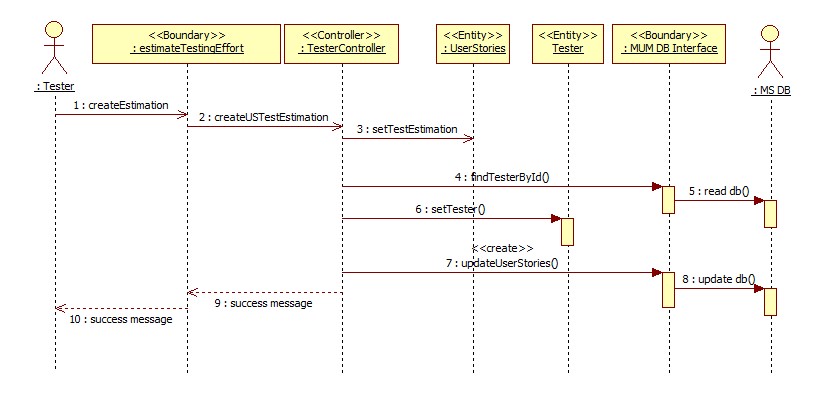 <<Boundary>>
: estimateTestingEffort
<<Controller>>
: TesterController
<<Entity>>
: UserStories
<<Entity>>
Tester
<<Boundary>>
: MUM DB Interface
: Tester
: MS DB
1 : createEstimation
2 : createUSTestEstimation
3 : setTestEstimation
4 : findTesterById()
5 : read db()
6 : setTester()
<<create>>
7 : updateUserStories()
8 : update db()
9 : success message
10 : success message